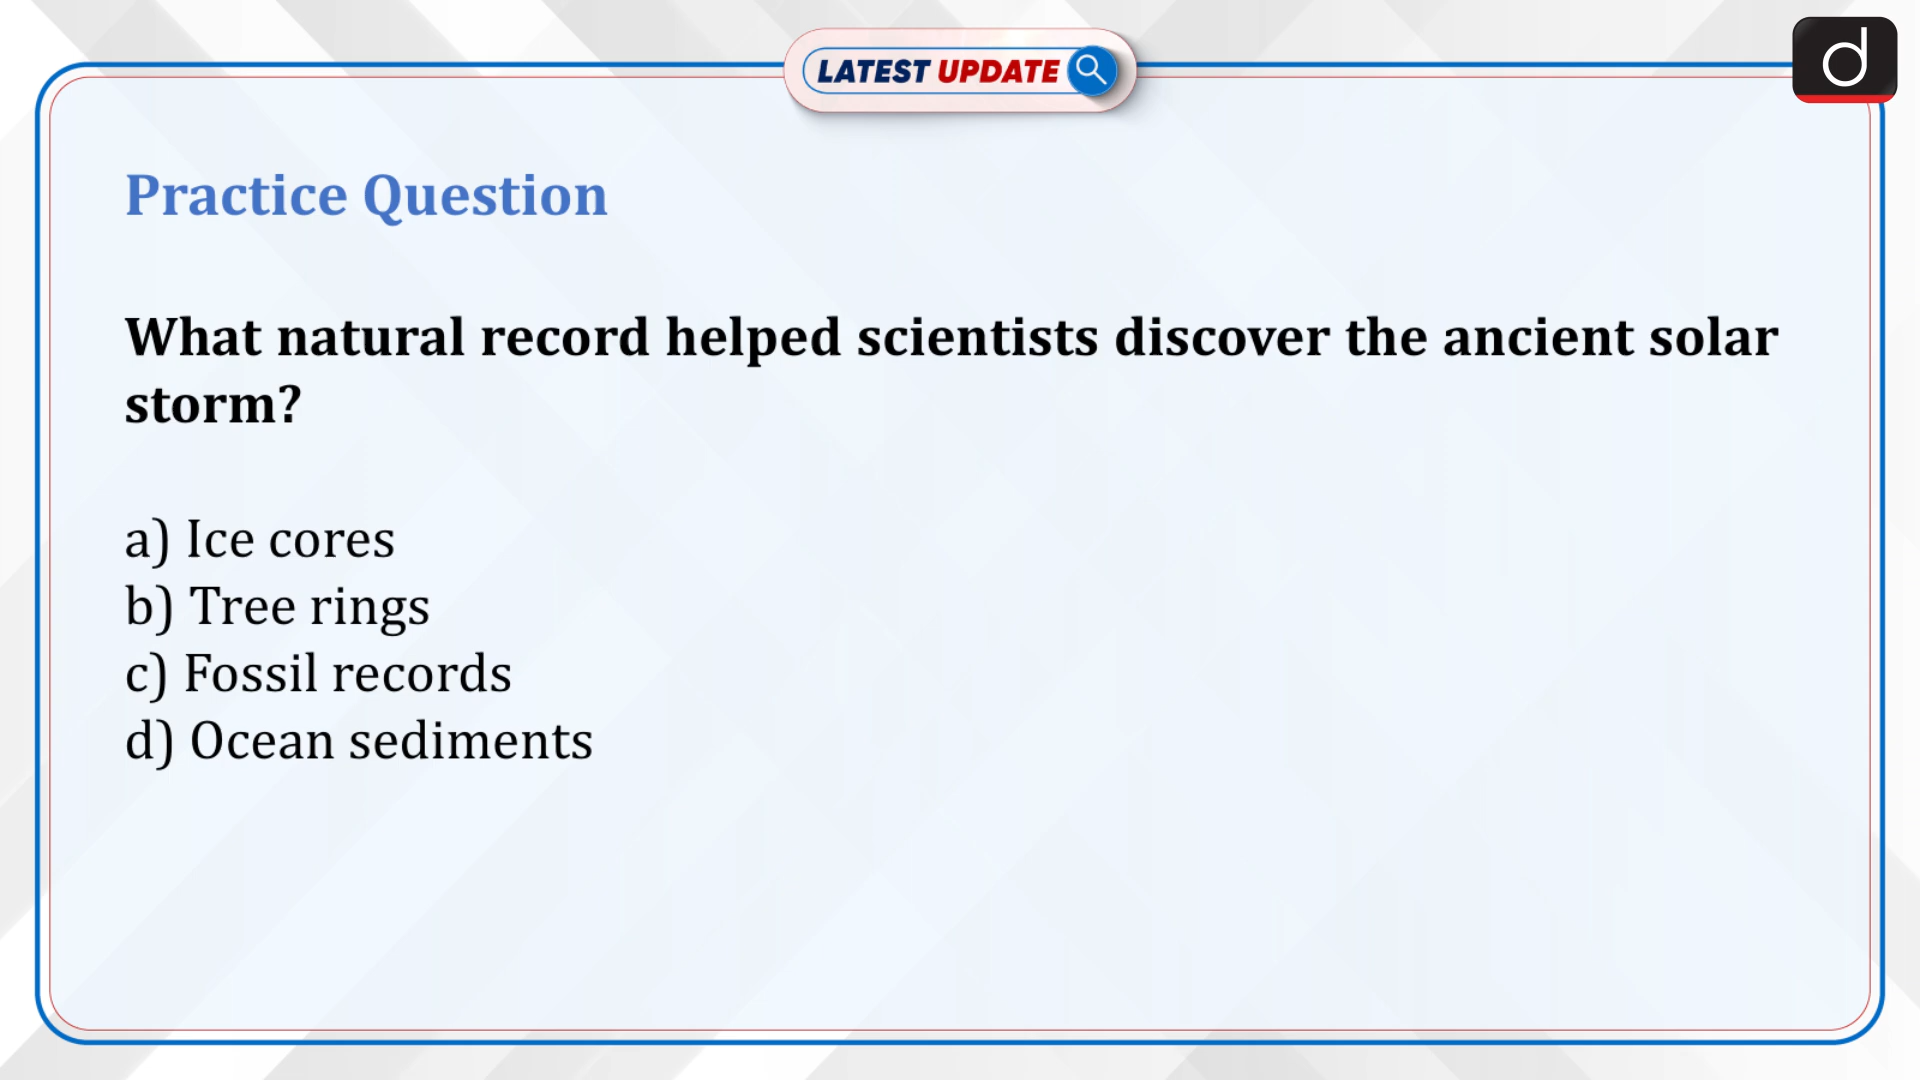 LATEST UPDATE
d
Practice Question
What natural record helped scientists discover the ancient solar
storm?
a) Ice cores
b) Tree rings
c) Fossil records
d) Ocean sediments